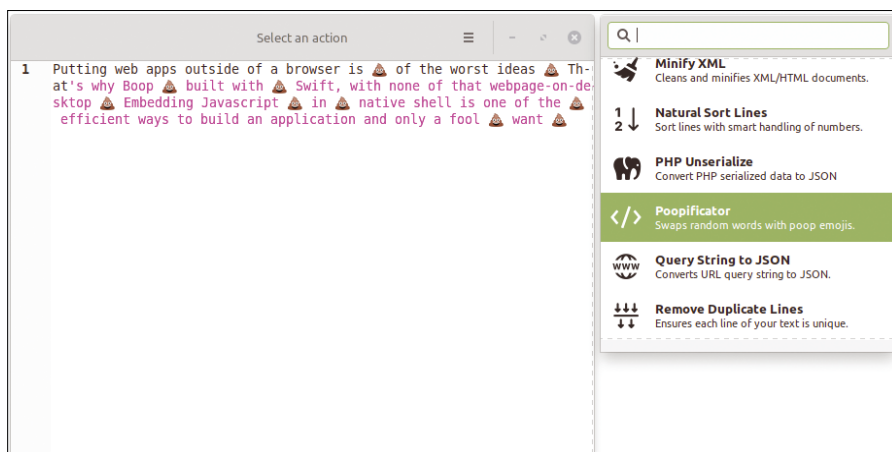 Select an action
1 Putting web apps outside of a browser is 💩 of the worst ideas 💩 Th-
at's why Boop 💩 built with 💩 Swift, with none of that webpage-on-de
sktop 💩 Embedding Javascript 💩 in 💩 native shell is one of the 💩
efficient ways to build an application and only a fool 💩 want 💩
Minify XML
Cleans and minifies XML/HTML documents.
1 2
Natural Sort Lines
Sort lines with smart handling of numbers.
PHP Unserialize
Convert PHP serialized data to JSON
</>
Poopificator
Swaps random words with poop emojis.
www
Query String to JSON
Converts URL query string to JSON.
Remove Duplicate Lines
Ensures each line of your text is unique.